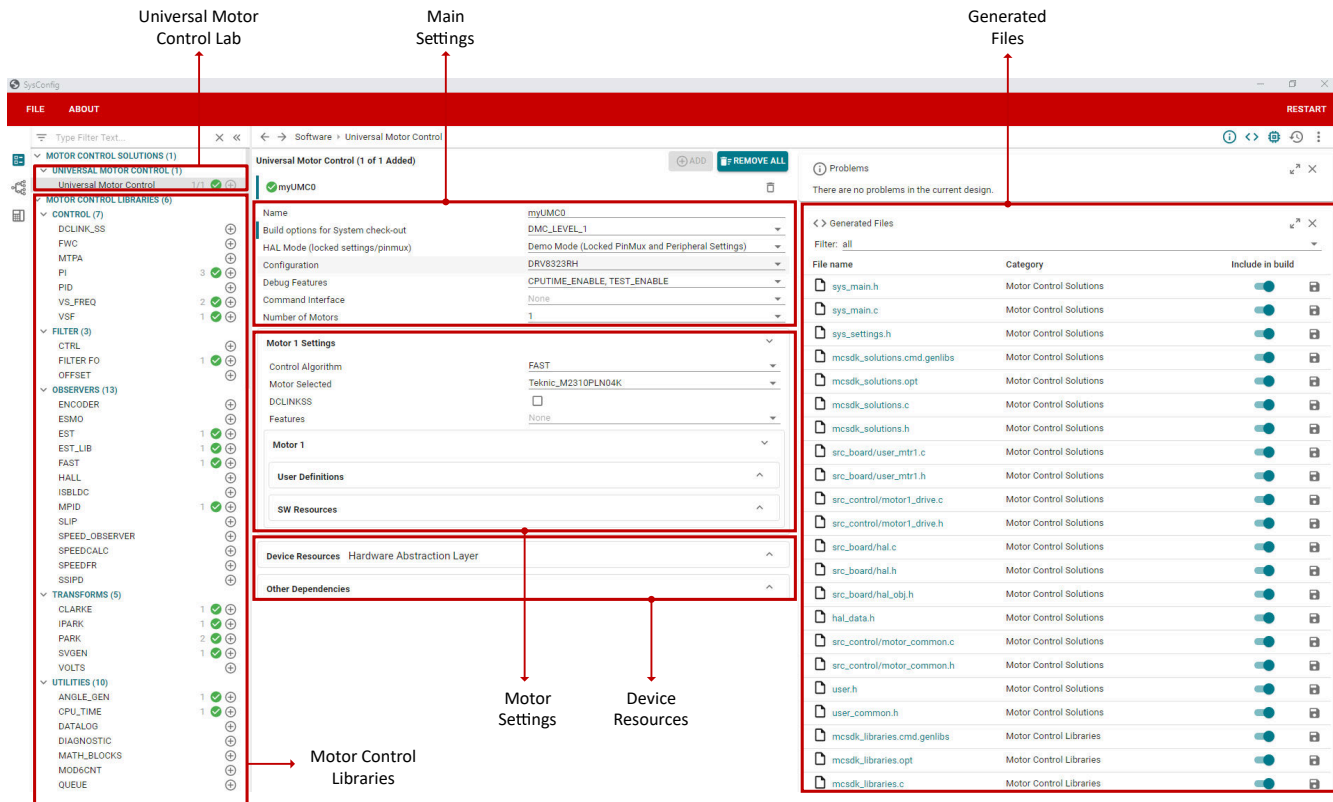 Universal Motor
Control Lab
Main
Settings
Generated
Files
SysConfig
FILE ABOUT RESTART
Type Filter Text...
Software › Universal Motor Control
MOTOR CONTROL SOLUTIONS (1)
UNIVERSAL MOTOR CONTROL (1)
Universal Motor Control 1/1
MOTOR CONTROL LIBRARIES (6)
CONTROL (7)
DCLINK_SS
FWC
MTPA
PI 3
PID
VS_FREQ 2
VSF 1
FILTER (3)
CTRL
FILTER FO 1
OFFSET
OBSERVERS (13)
ENCODER
ESMO
EST 1
EST_LIB 1
FAST 1
HALL
ISBLDC
MPID 1
SLIP
SPEED_OBSERVER
SPEEDCALC
SPEEDFR
SSIPD
TRANSFORMS (5)
CLARKE 1
IPARK 1
PARK 2
SVGEN 1
VOLTS
UTILITIES (10)
ANGLE_GEN 1
CPU_TIME 1
DATALOG
DIAGNOSTIC
MATH_BLOCKS
MOD6CNT
QUEUE
Universal Motor Control (1 of 1 Added) ADD REMOVE ALL
myUMC0
Name myUMC0
Build options for System check-out DMC_LEVEL_1
HAL Mode (locked settings/pinmux) Demo Mode (Locked PinMux and Peripheral Settings)
Configuration DRV8323RH
Debug Features CPUTIME_ENABLE, TEST_ENABLE
Command Interface None
Number of Motors 1
Motor 1 Settings
Control Algorithm FAST
Motor Selected Teknic_M2310PLN04K
DCLINKSS
Features None
Motor 1
User Definitions
SW Resources
Device Resources Hardware Abstraction Layer
Other Dependencies
Problems
There are no problems in the current design.
<> Generated Files
Filter: all
File name Category Include in build
sys_main.h Motor Control Solutions
sys_main.c Motor Control Solutions
sys_settings.h Motor Control Solutions
mcsdk_solutions.cmd.genlibs Motor Control Solutions
mcsdk_solutions.opt Motor Control Solutions
mcsdk_solutions.c Motor Control Solutions
mcsdk_solutions.h Motor Control Solutions
src_board/user_mtr1.c Motor Control Solutions
src_board/user_mtr1.h Motor Control Solutions
src_control/motor1_drive.c Motor Control Solutions
src_control/motor1_drive.h Motor Control Solutions
src_board/hal.c Motor Control Solutions
src_board/hal.h Motor Control Solutions
src_board/hal_obj.h Motor Control Solutions
hal_data.h Motor Control Solutions
src_control/motor_common.c Motor Control Solutions
src_control/motor_common.h Motor Control Solutions
user.h Motor Control Solutions
user_common.h Motor Control Solutions
mcsdk_libraries.cmd.genlibs Motor Control Libraries
mcsdk_libraries.opt Motor Control Libraries
mcsdk_libraries.c Motor Control Libraries
Motor
Settings
Device
Resources
Motor Control
Libraries